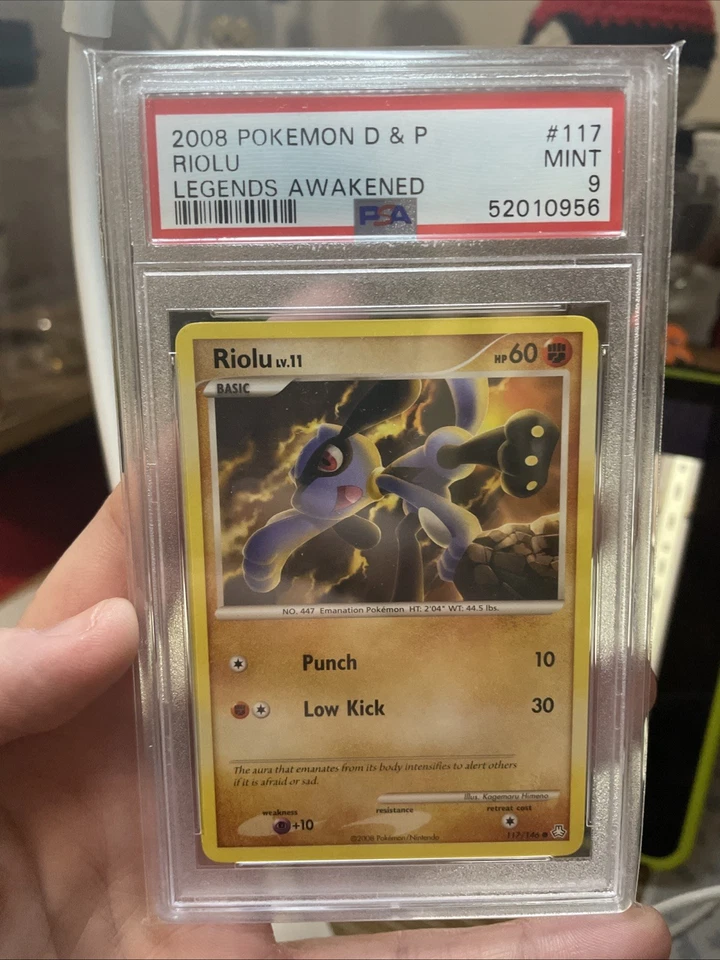 2008 POKEMON D & P #117
RIOLU MINT
LEGENDS AWAKENED 9
PSA 52010956
Riolu LV.11 HP 60
BASIC
NO. 447 Emanation Pokémon HT: 2'04" WT: 44.5 lbs.
Punch 10
Low Kick 30
The aura that emanates from its body intensifies to alert others
if it is afraid or sad.
Illus. Kagemaru Himeno
weakness resistance retreat cost
+10
©2008 Pokémon/Nintendo 117/146